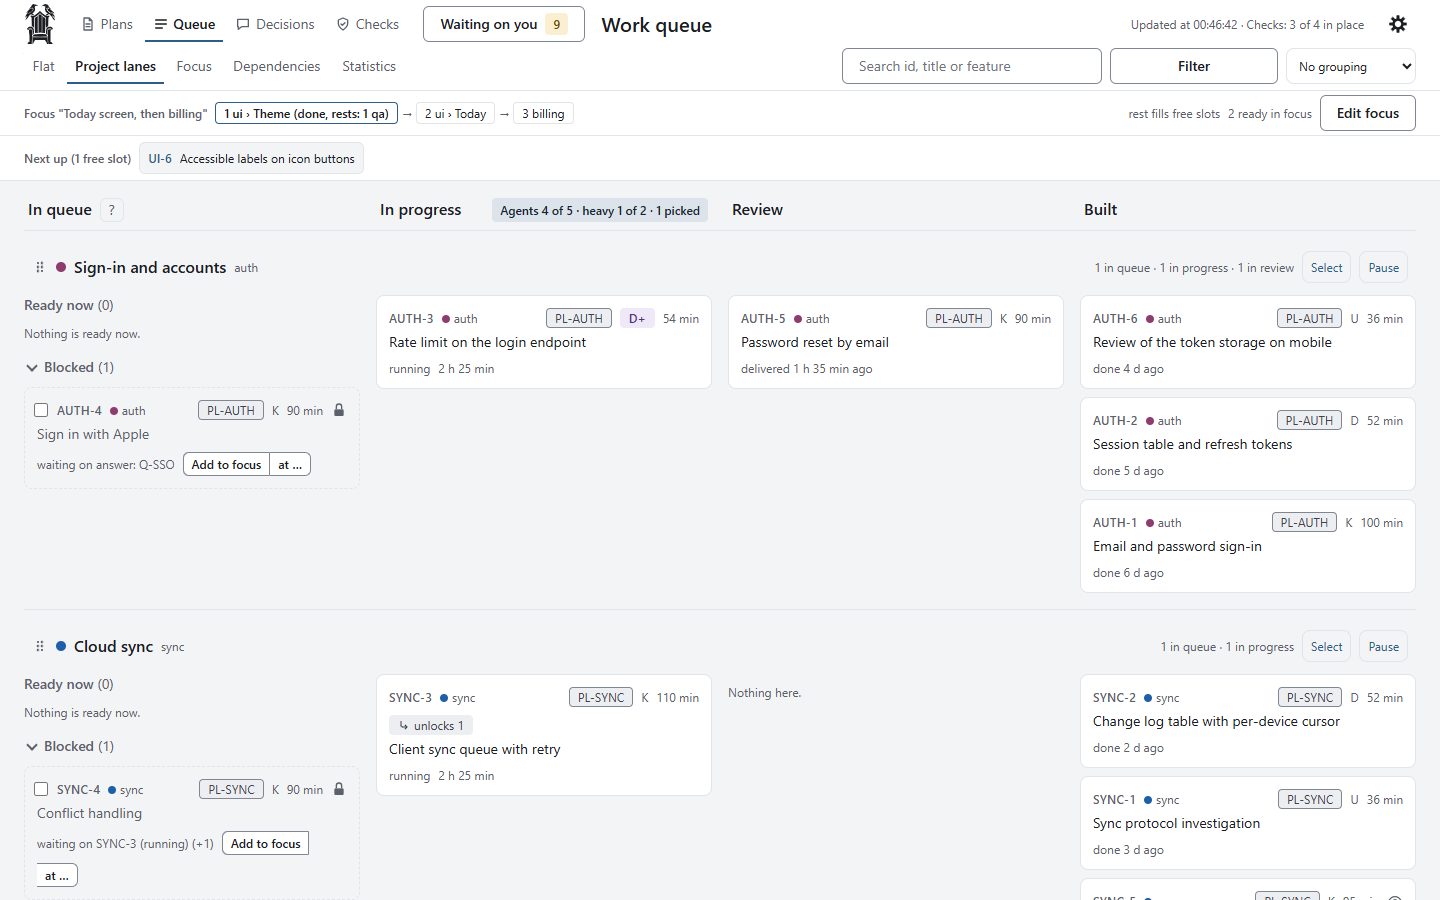 Plans Queue Decisions Checks Waiting on you 9 Work queue Updated at 00:46:42 · Checks: 3 of 4 in place
Flat Project lanes Focus Dependencies Statistics Search id, title or feature Filter No grouping
Focus "Today screen, then billing" 1 ui › Theme (done, rests: 1 qa) → 2 ui › Today → 3 billing rest fills free slots 2 ready in focus Edit focus
Next up (1 free slot) UI-6 Accessible labels on icon buttons
In queue ? In progress Agents 4 of 5 · heavy 1 of 2 · 1 picked Review Built
Sign-in and accounts auth 1 in queue · 1 in progress · 1 in review Select Pause
Ready now (0)
Nothing is ready now.
Blocked (1)
AUTH-4 auth PL-AUTH K 90 min
Sign in with Apple
waiting on answer: Q-SSO Add to focus at ...
AUTH-3 auth PL-AUTH D+ 54 min
Rate limit on the login endpoint
running 2 h 25 min
AUTH-5 auth PL-AUTH K 90 min
Password reset by email
delivered 1 h 35 min ago
AUTH-6 auth PL-AUTH U 36 min
Review of the token storage on mobile
done 4 d ago
AUTH-2 auth PL-AUTH D 52 min
Session table and refresh tokens
done 5 d ago
AUTH-1 auth PL-AUTH K 100 min
Email and password sign-in
done 6 d ago
Cloud sync sync 1 in queue · 1 in progress Select Pause
Ready now (0)
Nothing is ready now.
Blocked (1)
SYNC-4 sync PL-SYNC K 90 min
Conflict handling
waiting on SYNC-3 (running) (+1) Add to focus
at ...
SYNC-3 sync PL-SYNC K 110 min
unlocks 1
Client sync queue with retry
running 2 h 25 min
Nothing here.
SYNC-2 sync PL-SYNC D 52 min
Change log table with per-device cursor
done 2 d ago
SYNC-1 sync PL-SYNC U 36 min
Sync protocol investigation
done 3 d ago